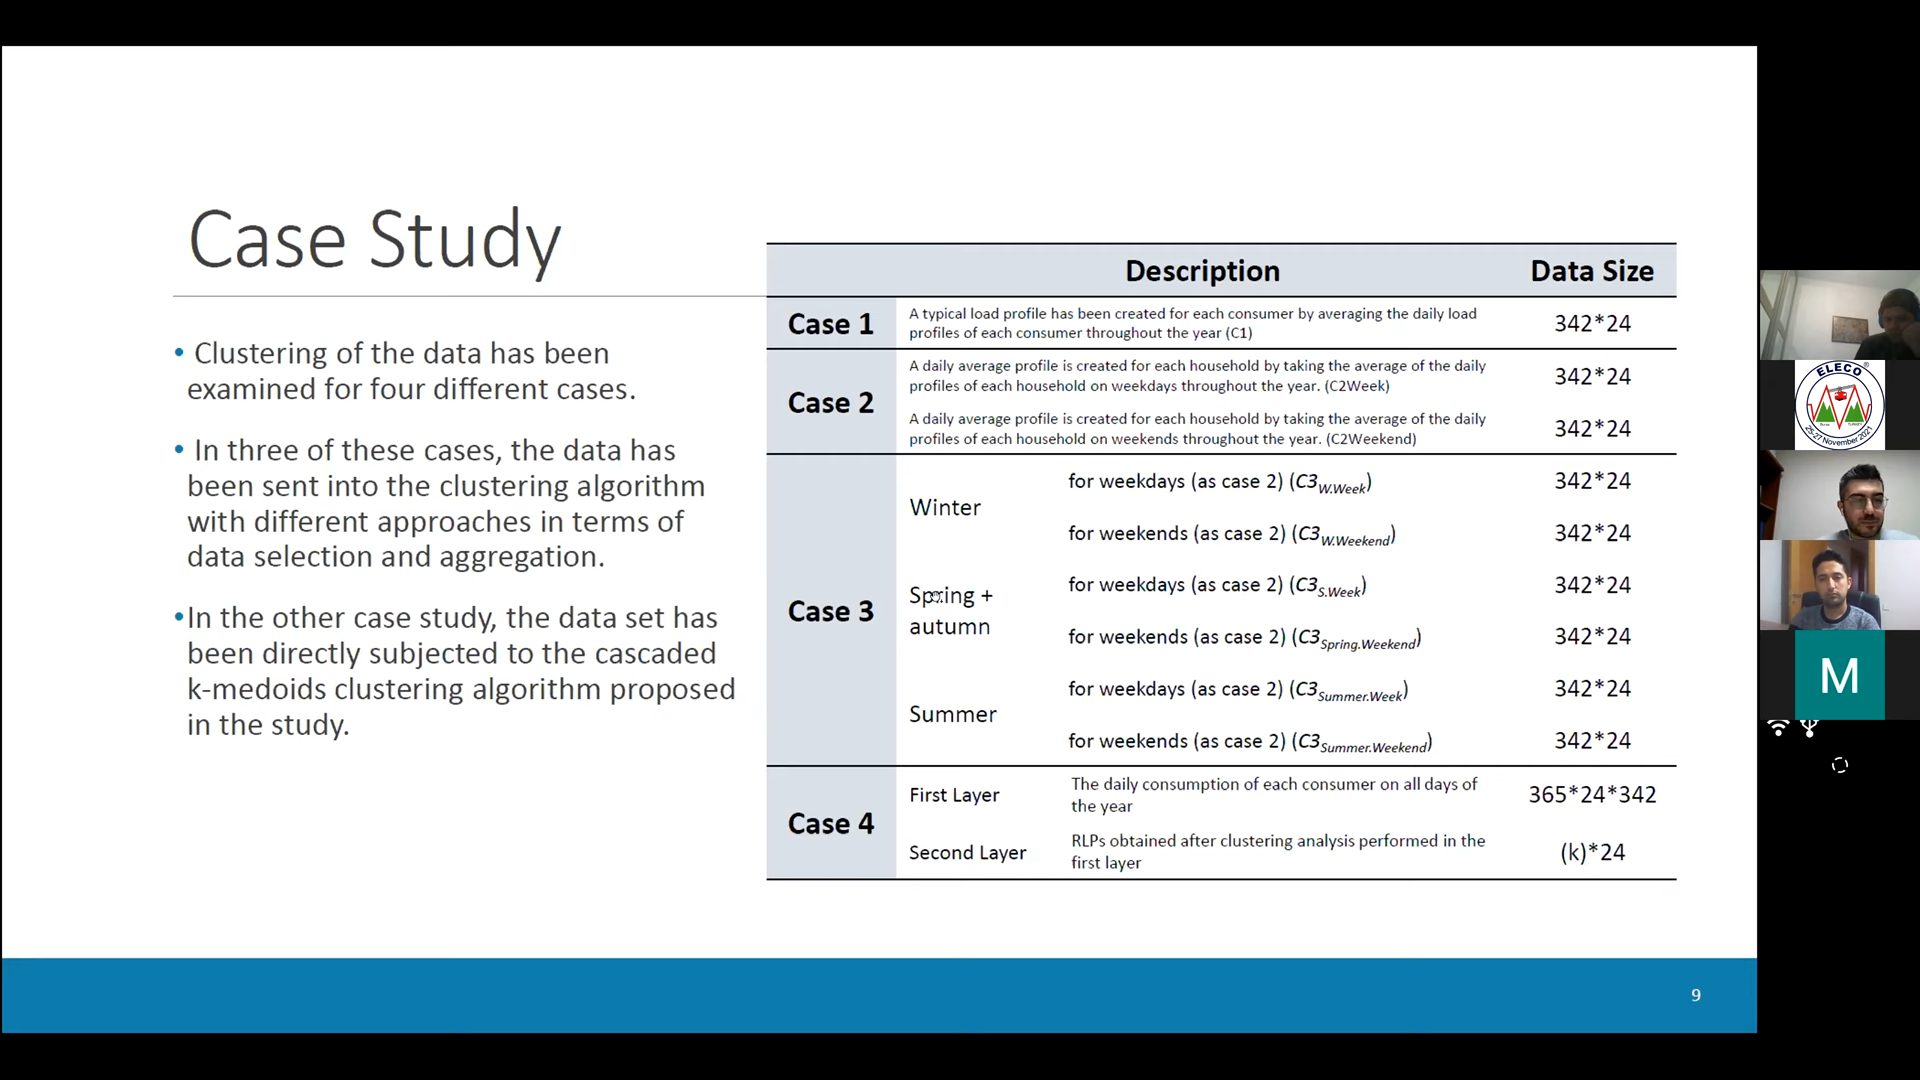 Case Study
• Clustering of the data has been
examined for four different cases.
• In three of these cases, the data has
been sent into the clustering algorithm
with different approaches in terms of
data selection and aggregation.
•In the other case study, the data set has
been directly subjected to the cascaded
k-medoids clustering algorithm proposed
in the study.
Description Data Size
Case 1
A typical load profile has been created for each consumer by averaging the daily load
profiles of each consumer throughout the year (C1)
342*24
Case 2
A daily average profile is created for each household by taking the average of the daily
profiles of each household on weekdays throughout the year. (C2Week)
342*24
A daily average profile is created for each household by taking the average of the daily
profiles of each household on weekends throughout the year. (C2Weekend)
342*24
Case 3
Winter
for weekdays (as case 2) (C3W.Week) 342*24
for weekends (as case 2) (C3W.Weekend) 342*24
Spring +
autumn
for weekdays (as case 2) (C3S.Week) 342*24
for weekends (as case 2) (C3Spring.Weekend) 342*24
Summer
for weekdays (as case 2) (C3Summer.Week) 342*24
for weekends (as case 2) (C3Summer.Weekend) 342*24
Case 4
First Layer
The daily consumption of each consumer on all days of
the year
365*24*342
Second Layer
RLPs obtained after clustering analysis performed in the
first layer
(k)*24
9
ELECO
25-27 November 2021
M